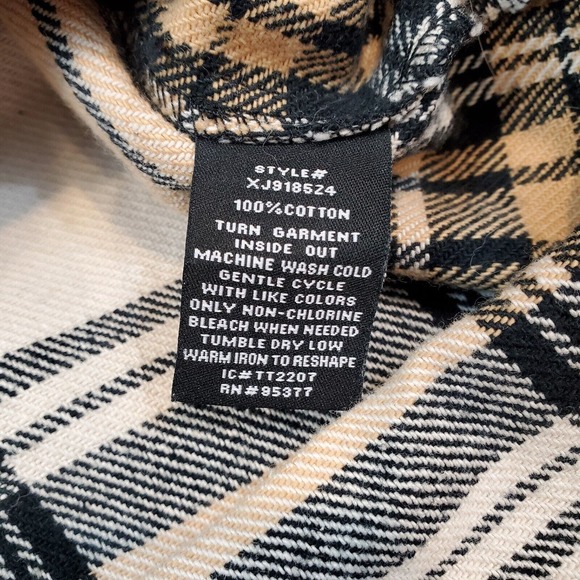 STYLE#
XJ9185Z4
100%COTTON
TURN GARMENT
INSIDE OUT
MACHINE WASH COLD
GENTLE CYCLE
WITH LIKE COLORS
ONLY NON-CHLORINE
BLEACH WHEN NEEDED
TUMBLE DRY LOW
WARM IRON TO RESHAPE
IC#TT2207
RN#95377